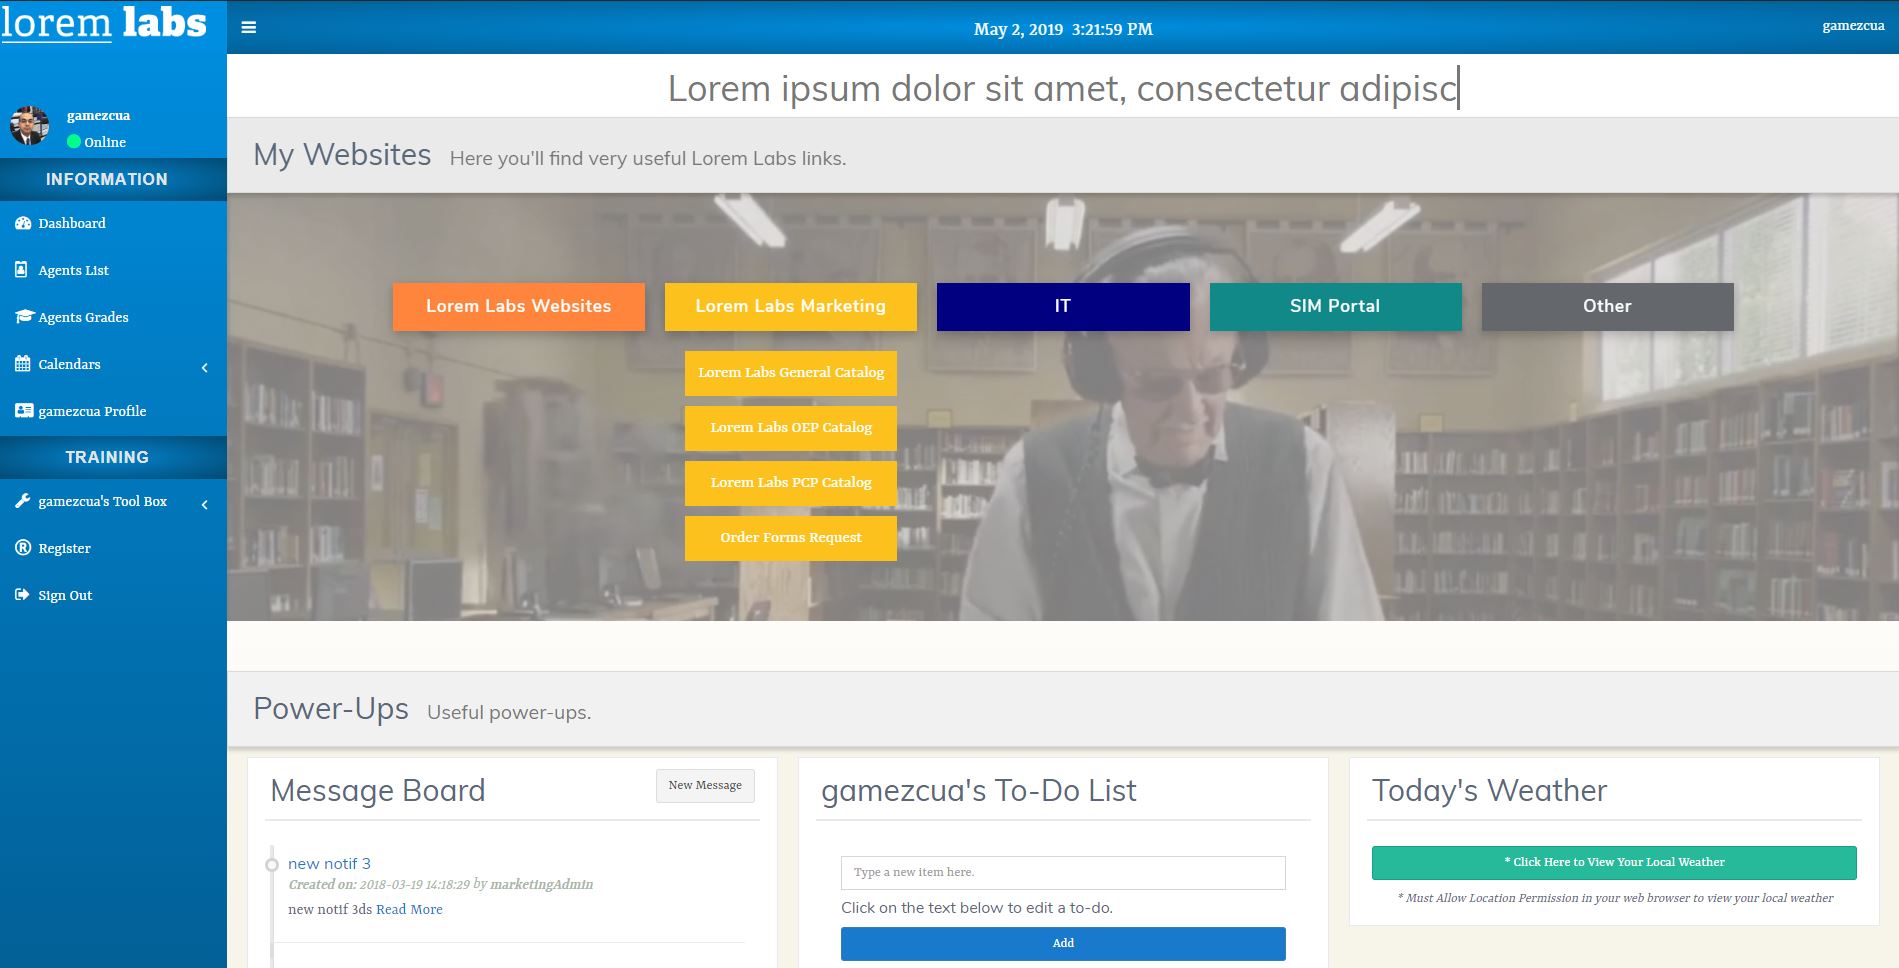 lorem labs
May 2, 2019 3:21:59 PM
gamezcua
gamezcua
Online
INFORMATION
Dashboard
Agents List
Agents Grades
Calendars
gamezcua Profile
TRAINING
gamezcua's Tool Box
Register
Sign Out
Lorem ipsum dolor sit amet, consectetur adipisc
My Websites Here you'll find very useful Lorem Labs links.
Lorem Labs Websites
Lorem Labs Marketing
IT
SIM Portal
Other
Lorem Labs General Catalog
Lorem Labs OEP Catalog
Lorem Labs PCP Catalog
Order Forms Request
Power-Ups Useful power-ups.
Message Board
New Message
new notif 3
Created on: 2018-03-19 14:18:29 by marketingAdmin
new notif 3ds Read More
gamezcua's To-Do List
Type a new item here.
Click on the text below to edit a to-do.
Add
Today's Weather
* Click Here to View Your Local Weather
* Must Allow Location Permission in your web browser to view your local weather